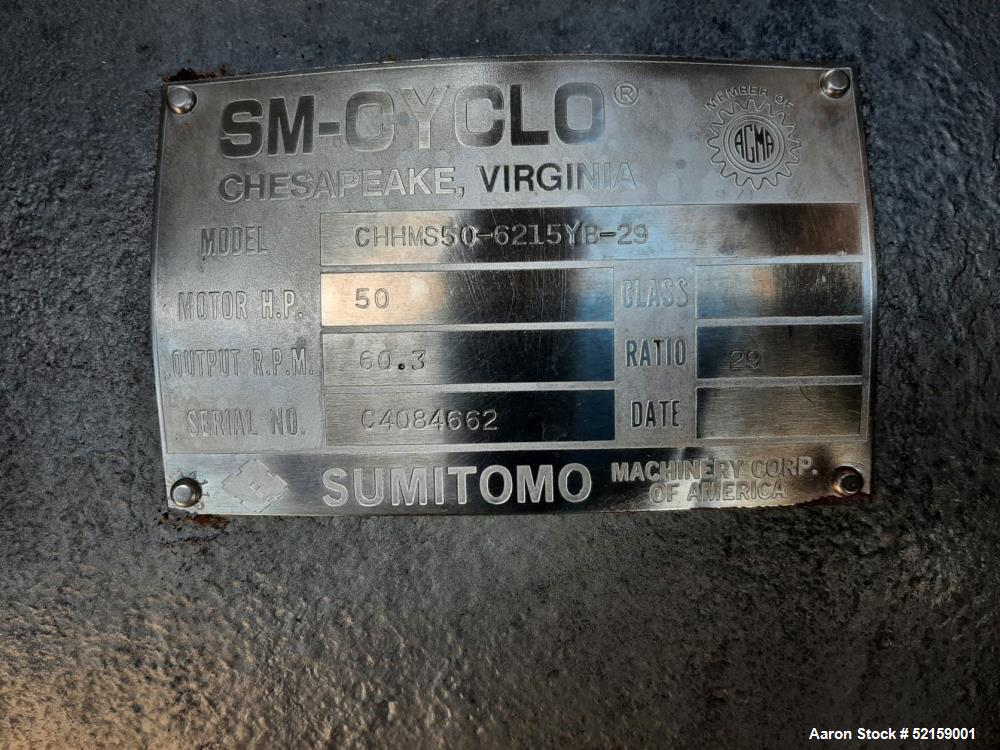 SM-CYCLO®
MEMBER OF
AGMA
CHESAPEAKE, VIRGINIA
MODEL CHHMS50-6215YB-29
MOTOR H.P. 50 CLASS
OUTPUT R.P.M. 60.3 RATIO 29
SERIAL NO. C4084662 DATE
SUMITOMO MACHINERY CORP.
OF AMERICA
Aaron Stock # 52159001